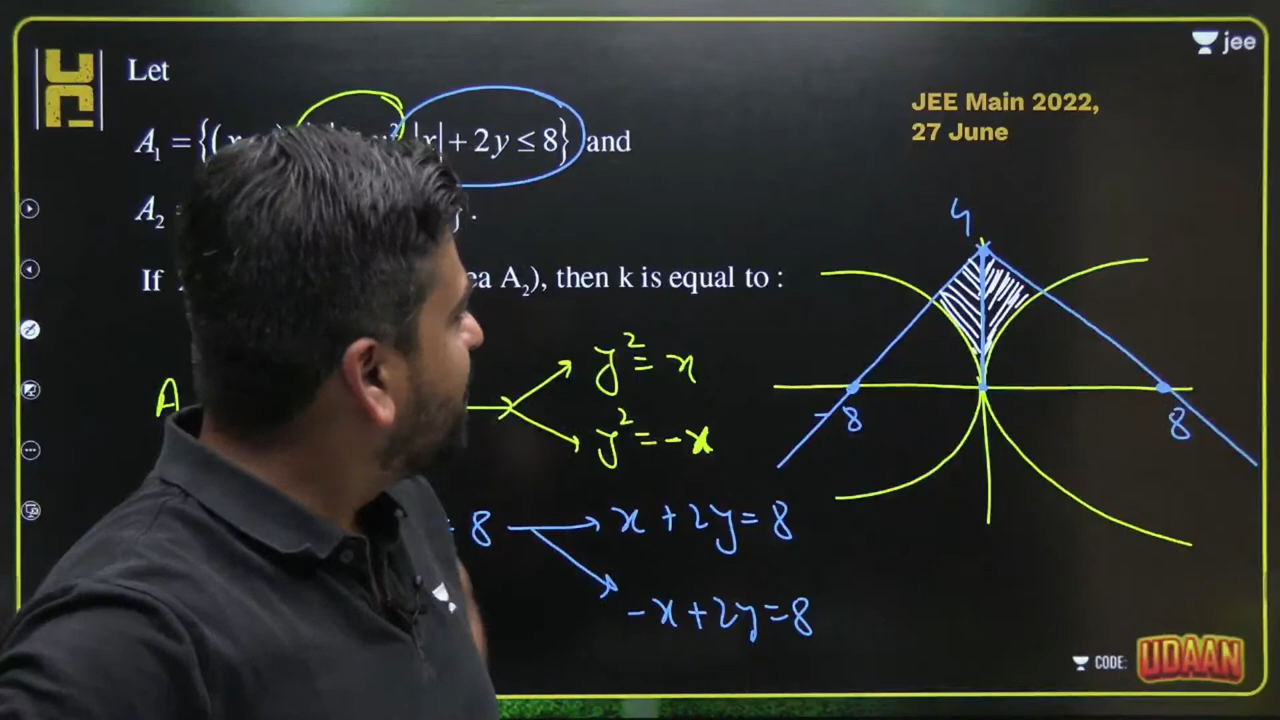 Let
jee
JEE Main 2022,
27 June
A₁ = {(x |x| + 2y ≤ 8} and
A₂ =
If A₂), then k is equal to :
4
y² = x
A
y² = -x
-8
8
= 8
x + 2y = 8
-x + 2y = 8
CODE: UDAAN